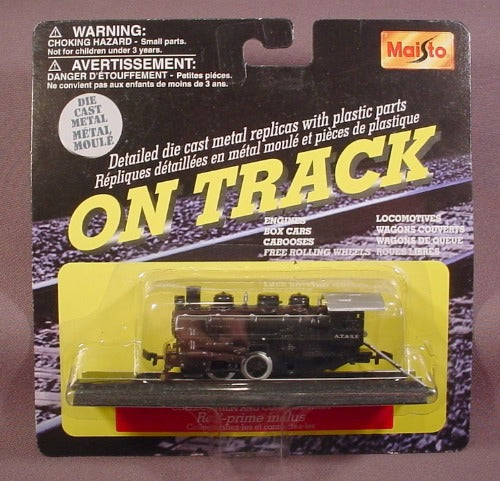 WARNING:
CHOKING HAZARD - Small parts.
Not for children under 3 years.
AVERTISSEMENT:
DANGER D'ÉTOUFFEMENT - Petites pièces.
Ne convient pas aux enfants de moins de 3 ans.
Maisto
DIE
CAST
METAL
MÉTAL
MOULÉ
Detailed die cast metal replicas with plastic parts
Répliques détaillées en métal moulé et pièces de plastique
ON TRACK
ENGINES
BOX CARS
CABOOSES
FREE ROLLING WHEELS
LOCOMOTIVES
WAGONS COUVERTS
WAGONS DE QUEUE
ROUES LIBRES
A.T.&S.F.
inclus